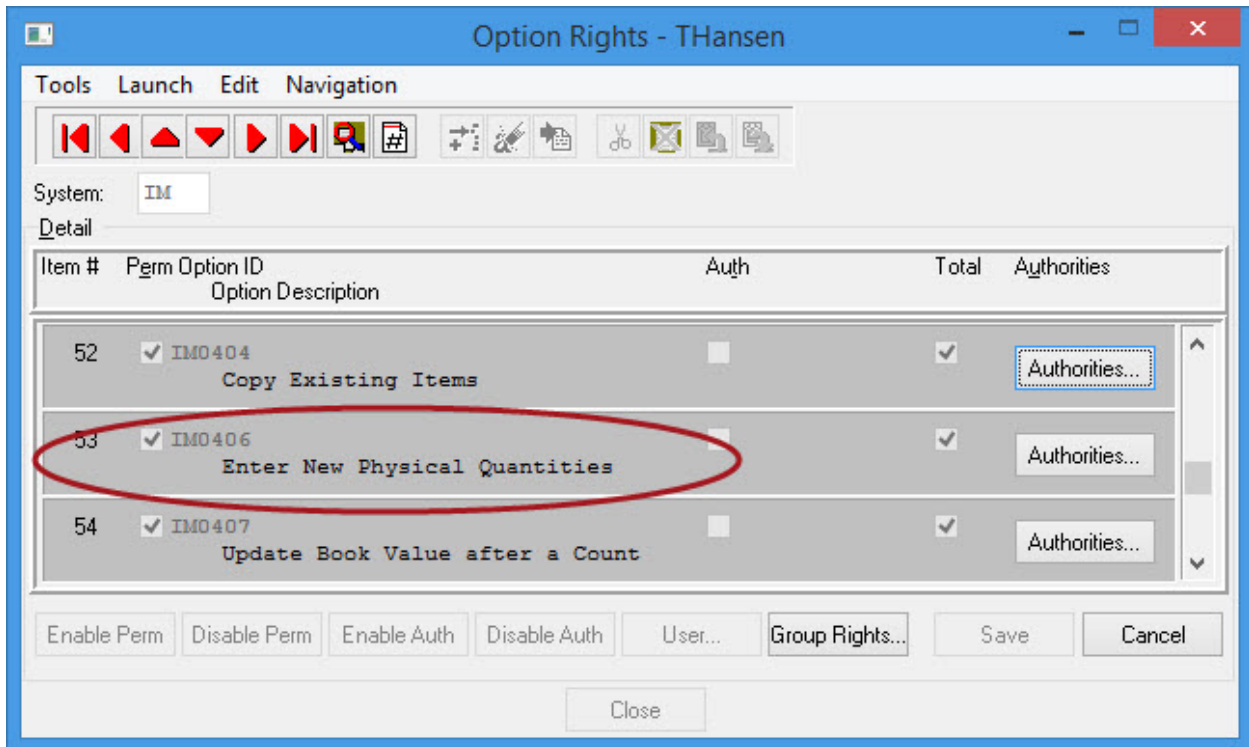 Option Rights - THansen
Tools Launch Edit Navigation
System: IM
Detail
Item # Perm Option ID Auth Total Authorities
Option Description
52 IM0404 Authorities...
Copy Existing Items
53 IM0406 Authorities...
Enter New Physical Quantities
54 IM0407 Authorities...
Update Book Value after a Count
Enable Perm Disable Perm Enable Auth Disable Auth User... Group Rights... Save Cancel
Close